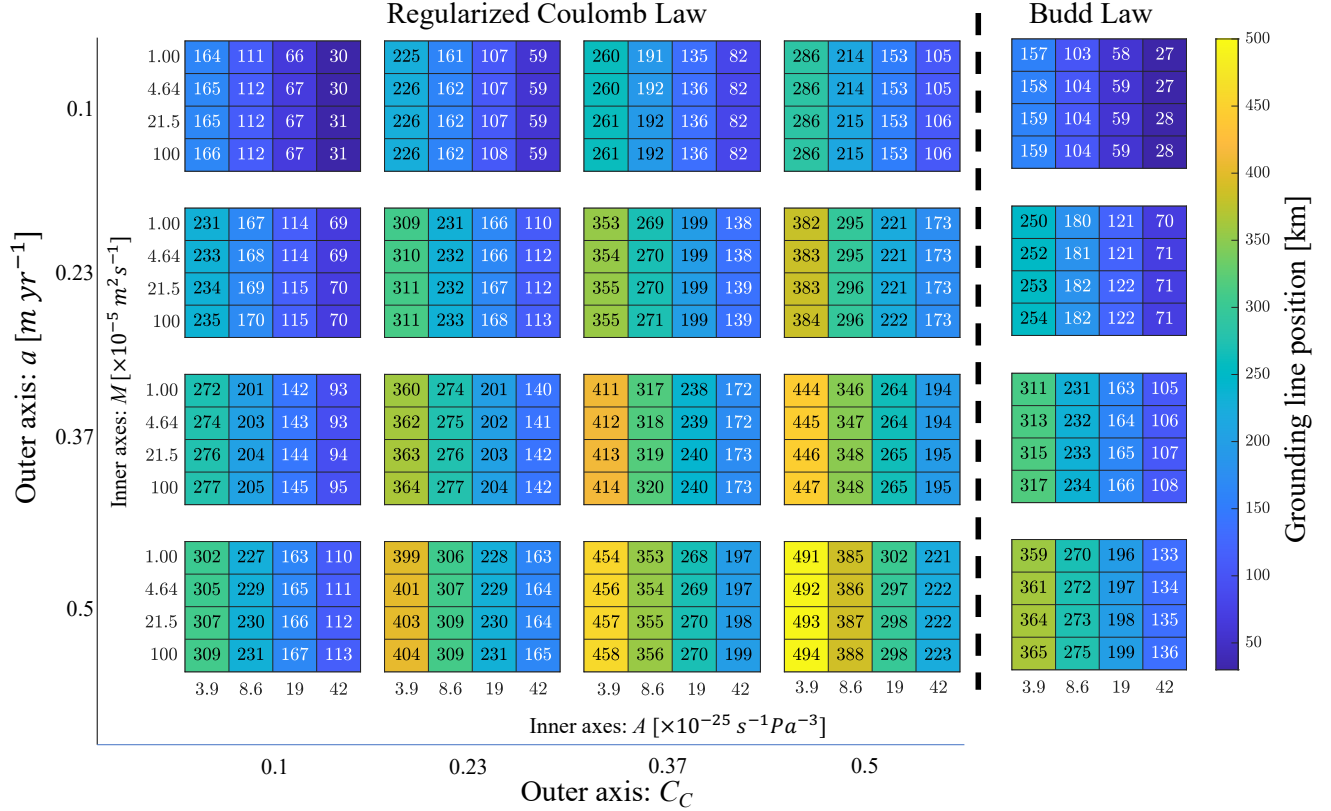 Regularized Coulomb Law Budd Law
1.00 164 111 66 30 225 161 107 59 260 191 135 82 286 214 153 105 157 103 58 27
4.64 165 112 67 30 226 162 107 59 260 192 136 82 286 214 153 105 158 104 59 27
21.5 165 112 67 31 226 162 107 59 261 192 136 82 286 215 153 106 159 104 59 28
100 166 112 67 31 226 162 108 59 261 192 136 82 286 215 153 106 159 104 59 28
0.1
1.00 231 167 114 69 309 231 166 110 353 269 199 138 382 295 221 173 250 180 121 70
4.64 233 168 114 69 310 232 166 112 354 270 199 138 383 295 221 173 252 181 121 71
21.5 234 169 115 70 311 232 167 112 355 270 199 139 383 296 221 173 253 182 122 71
100 235 170 115 70 311 233 168 113 355 271 199 139 384 296 222 173 254 182 122 71
0.23
1.00 272 201 142 93 360 274 201 140 411 317 238 172 444 346 264 194 311 231 163 105
4.64 274 203 143 93 362 275 202 141 412 318 239 172 445 347 264 194 313 232 164 106
21.5 276 204 144 94 363 276 203 142 413 319 240 173 446 348 265 195 315 233 165 107
100 277 205 145 95 364 277 204 142 414 320 240 173 447 348 265 195 317 234 166 108
0.37
1.00 302 227 163 110 399 306 228 163 454 353 268 197 491 385 302 221 359 270 196 133
4.64 305 229 165 111 401 307 229 164 456 354 269 197 492 386 297 222 361 272 197 134
21.5 307 230 166 112 403 309 230 164 457 355 270 198 493 387 298 222 364 273 198 135
100 309 231 167 113 404 309 231 165 458 356 270 199 494 388 298 223 365 275 199 136
0.5
3.9 8.6 19 42 3.9 8.6 19 42 3.9 8.6 19 42 3.9 8.6 19 42 3.9 8.6 19 42
Inner axes: A [×10⁻²⁵ s⁻¹Pa⁻³]
0.1 0.23 0.37 0.5
Outer axis: C_C
Outer axis: a [m yr⁻¹]
Inner axes: M [×10⁻⁵ m²s⁻¹]
500
450
400
350
300
250
200
150
100
50
Grounding line position [km]